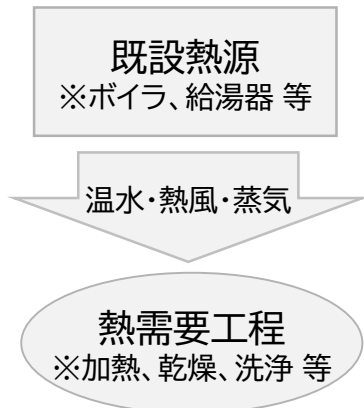 既設熱源
※ボイラ、給湯器 等
温水･熱風･蒸気
熱需要工程
※加熱、乾燥、洗浄 等